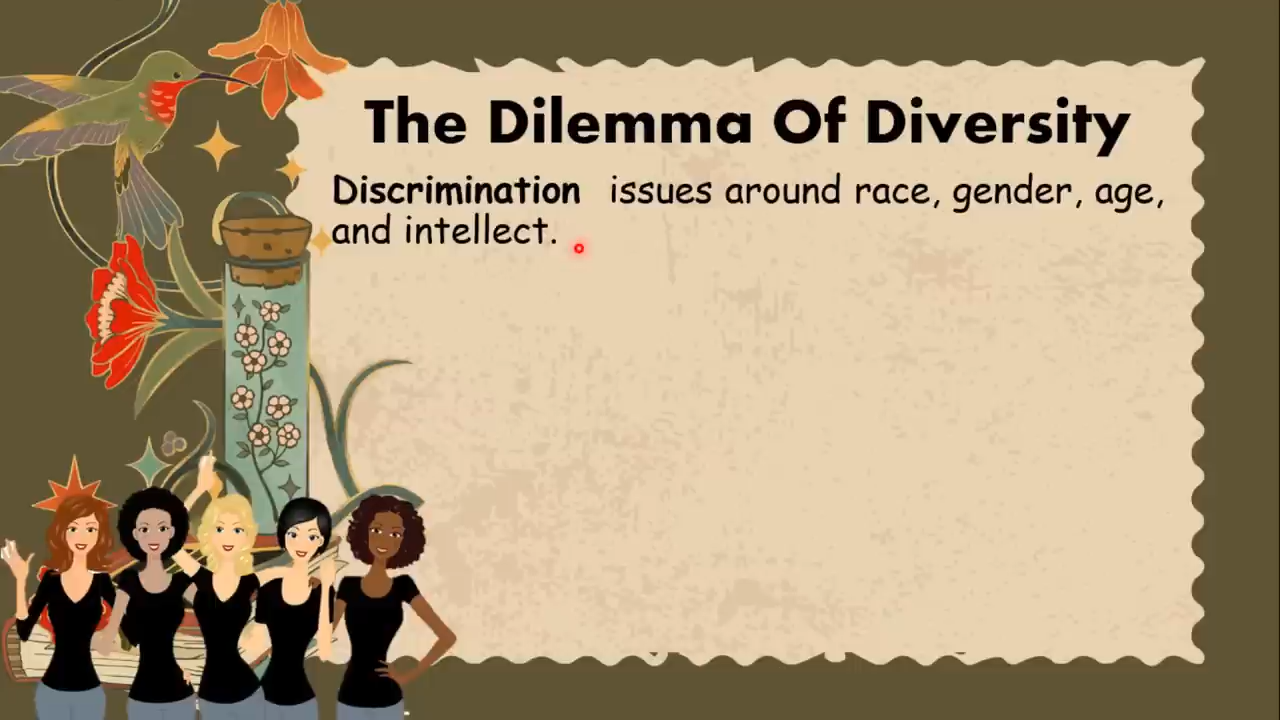 The Dilemma Of Diversity
Discrimination issues around race, gender, age,
and intellect.